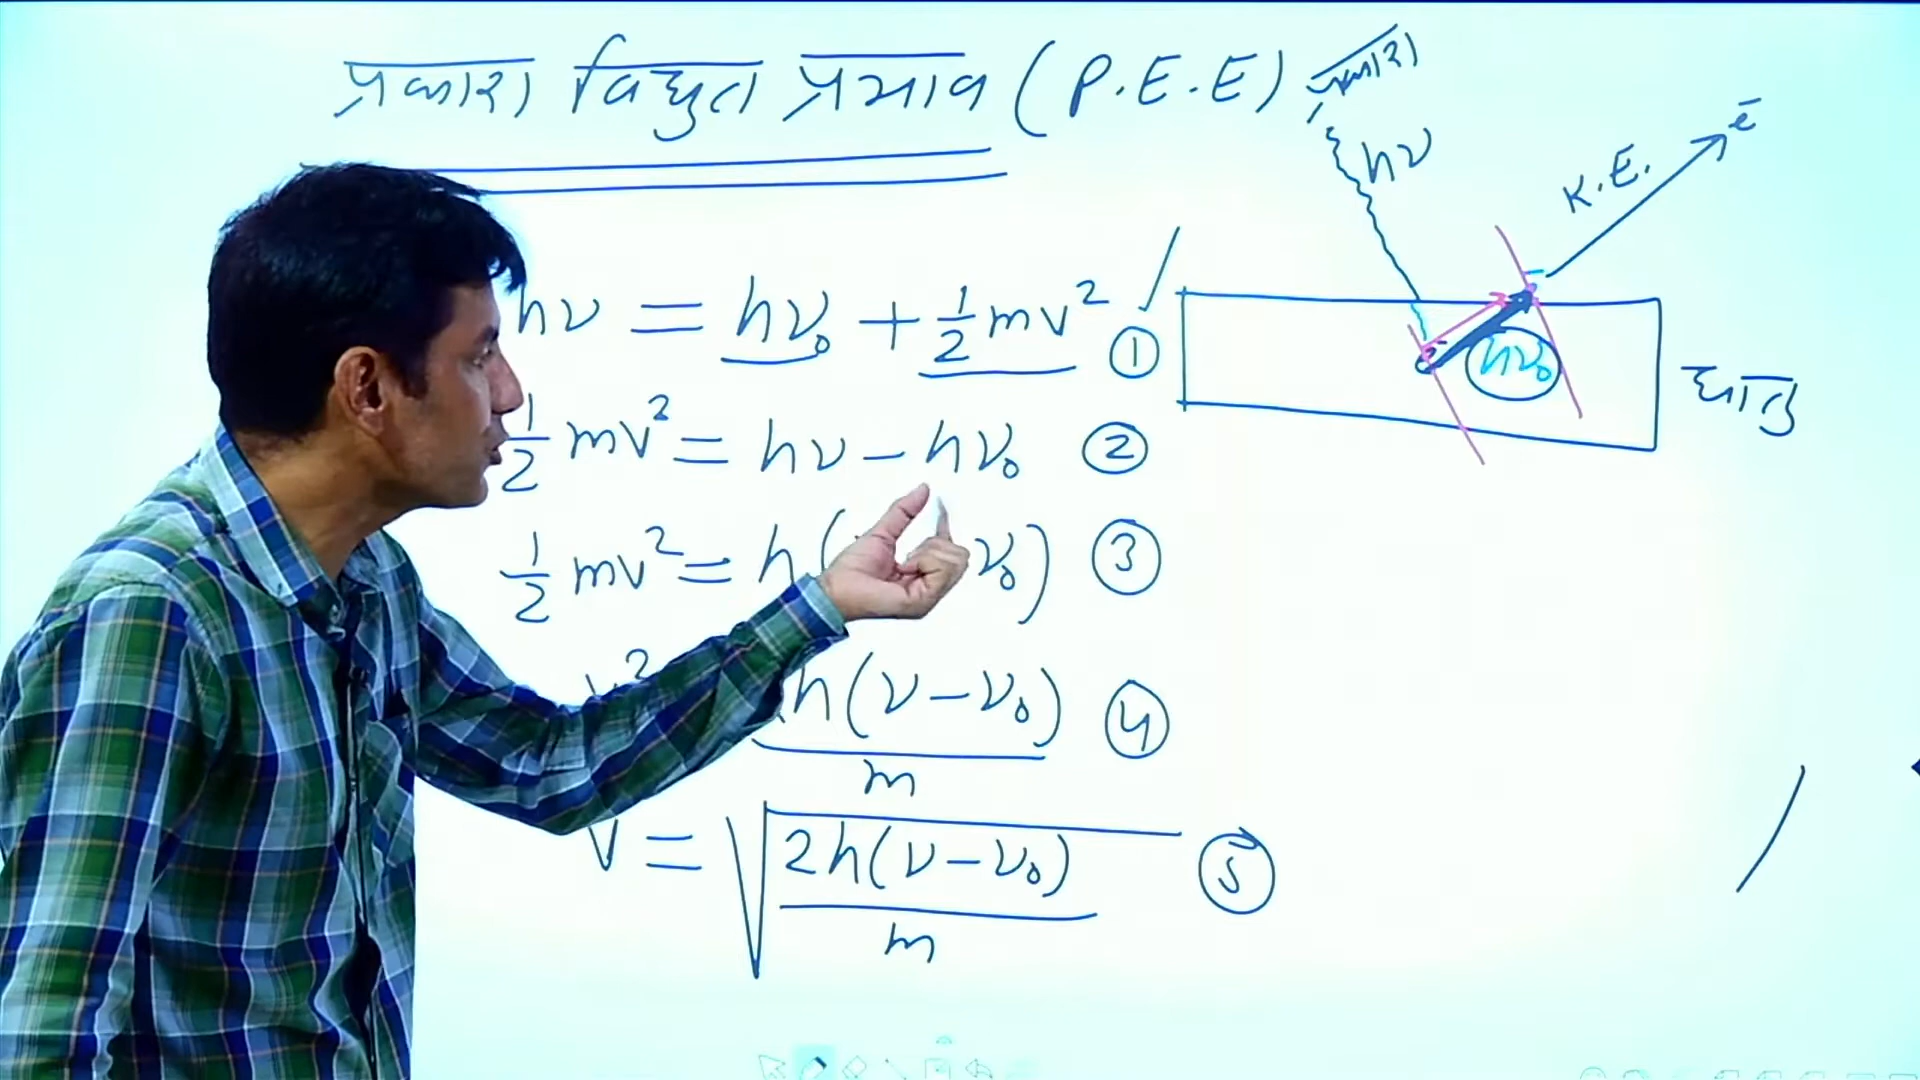 प्रकाश विद्युत प्रभाव (P.E.E)
प्रकाश
hν
K.E.
e⁻
hν = hν₀ + ½mv² ①
hν₀
धातु
½mv² = hν - hν₀ ②
½mv² = h( ν₀) ③
h(ν - ν₀) ④
m
v = √2h(ν - ν₀) ⑤
m